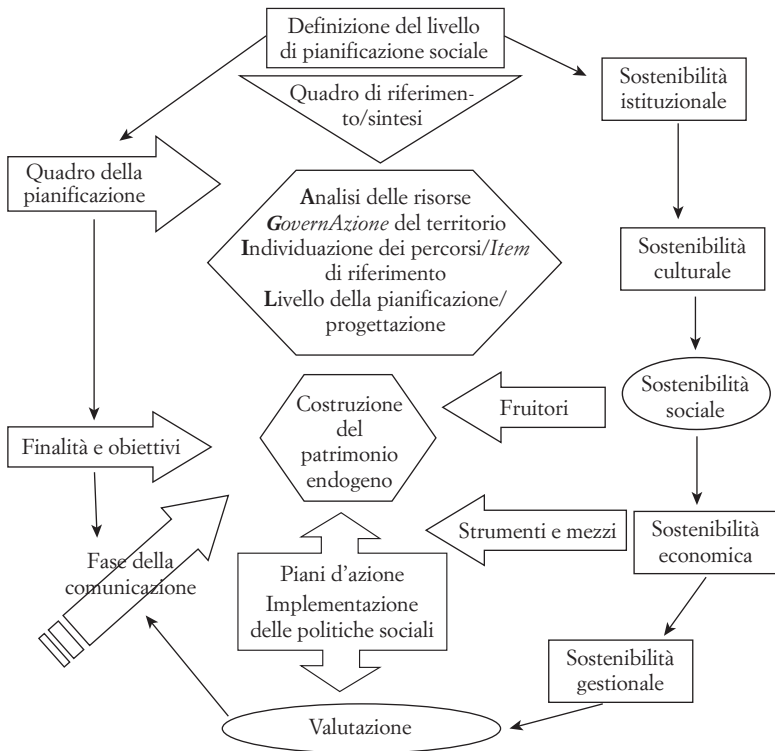 Definizione del livello
di pianificazione sociale
Quadro di riferimen-
to/sintesi
Sostenibilità
istituzionale
Quadro della
pianificazione
Analisi delle risorse
GovernAzione del territorio
Individuazione dei percorsi/Item
di riferimento
Livello della pianificazione/
progettazione
Sostenibilità
culturale
Sostenibilità
sociale
Fruitori
Costruzione
del
patrimonio
endogeno
Finalità e obiettivi
Strumenti e mezzi
Sostenibilità
economica
Fase della
comunicazione
Piani d'azione
Implementazione
delle politiche sociali
Sostenibilità
gestionale
Valutazione